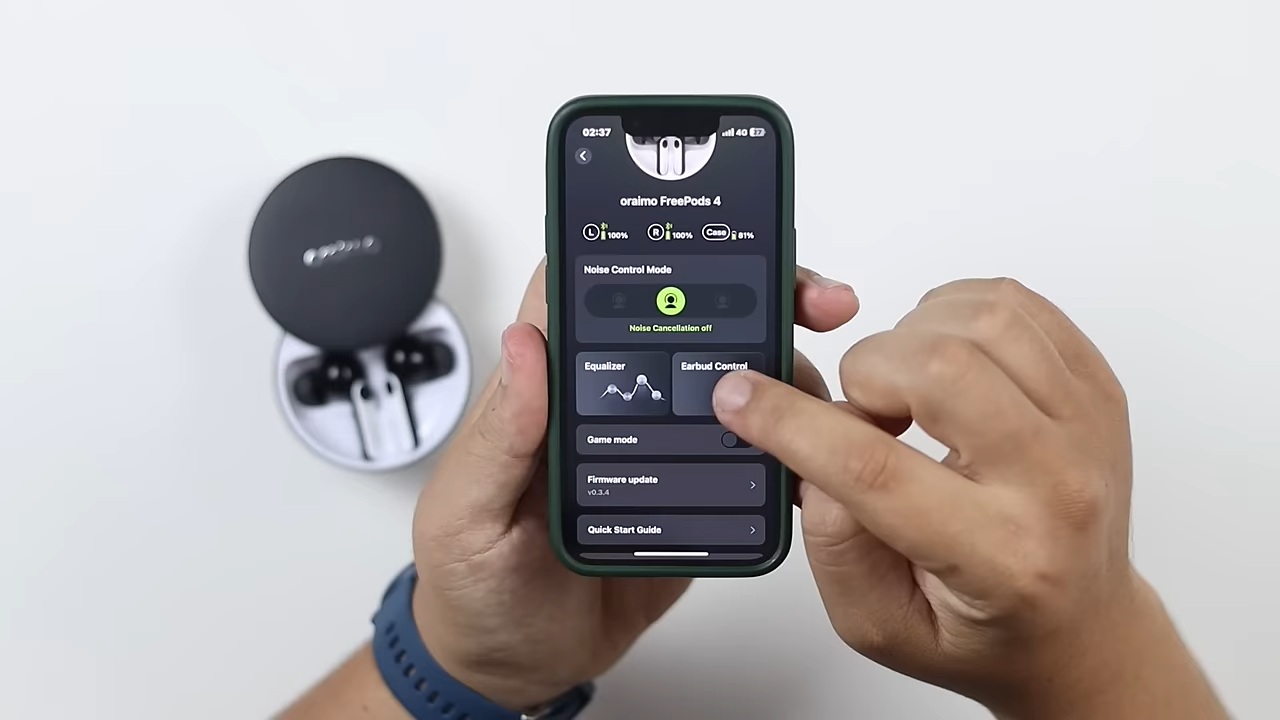 02:37 4G 37
oraimo FreePods 4
L 100% R 100% Case 81%
Noise Control Mode
Noise Cancellation off
Equalizer Earbud Control
Game mode
Firmware update
v0.3.4
Quick Start Guide